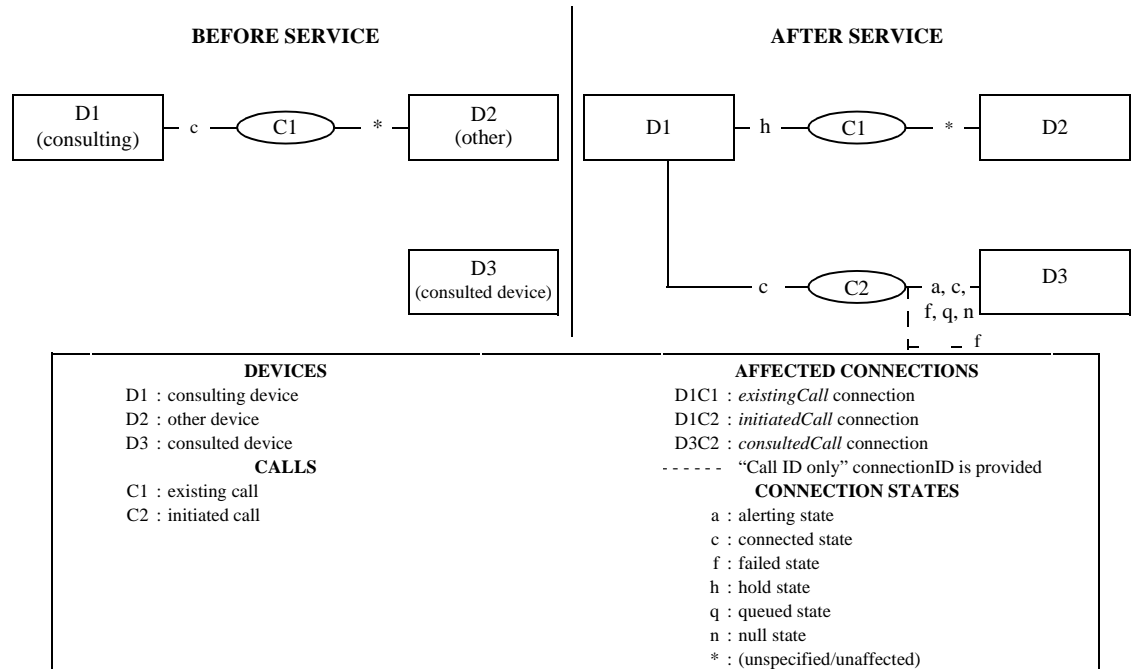 BEFORE SERVICE
D1
(consulting)
c
C1
*
D2
(other)
D3
(consulted device)
AFTER SERVICE
D1
h
C1
*
D2
c
C2
a, c,
f, q, n
f
D3
DEVICES
D1 : consulting device
D2 : other device
D3 : consulted device
CALLS
C1 : existing call
C2 : initiated call
AFFECTED CONNECTIONS
D1C1 : existingCall connection
D1C2 : initiatedCall connection
D3C2 : consultedCall connection
- - - - - - “Call ID only” connectionID is provided
CONNECTION STATES
a : alerting state
c : connected state
f : failed state
h : hold state
q : queued state
n : null state
* : (unspecified/unaffected)